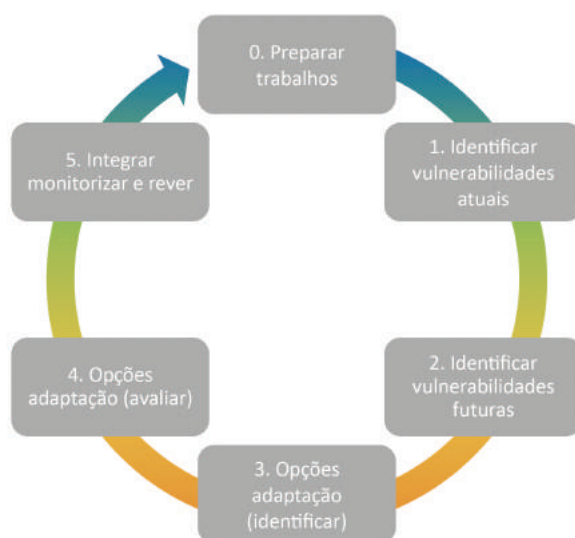 0. Preparar
trabalhos
1. Identificar
vulnerabilidades
atuais
2. Identificar
vulnerabilidades
futuras
3. Opções
adaptação
(identificar)
4. Opções
adaptação (avaliar)
5. Integrar
monitorizar e rever